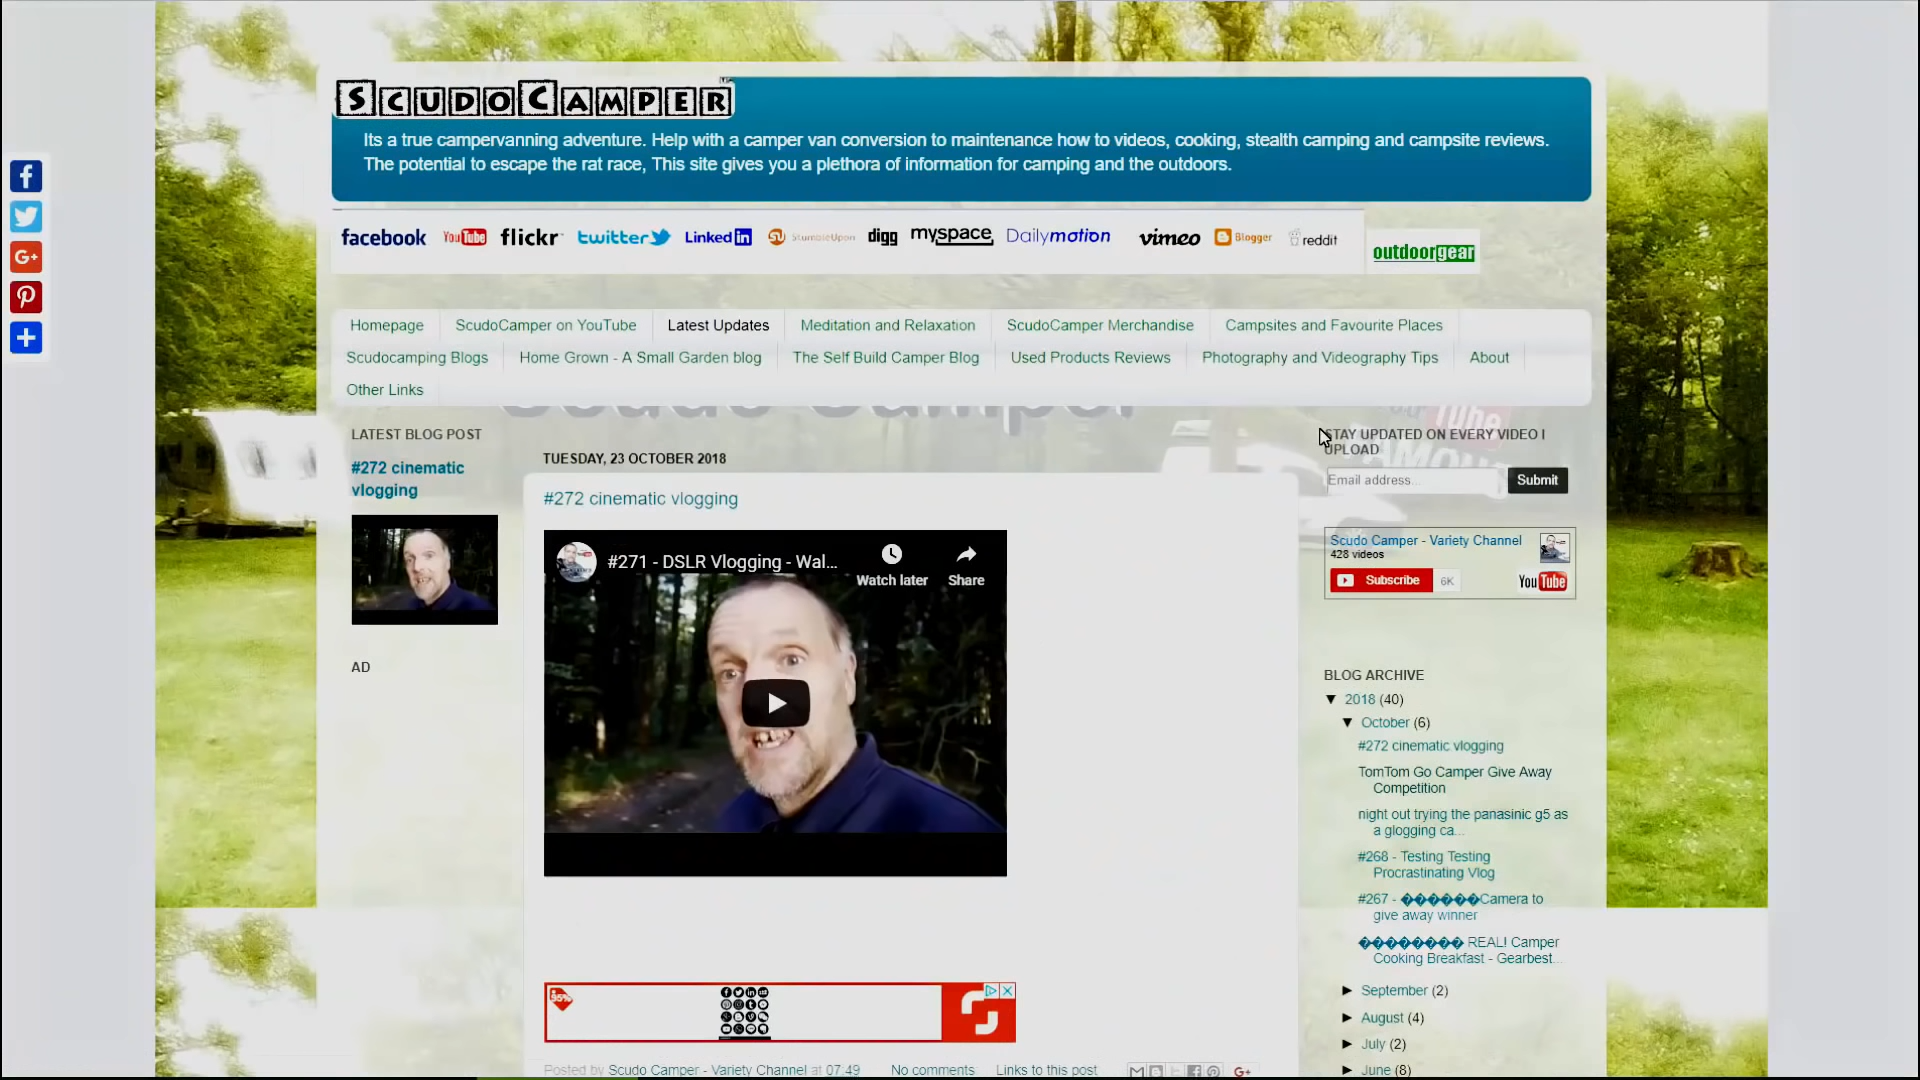 ScudoCamper
Its a true campervanning adventure. Help with a camper van conversion to maintenance how to videos, cooking, stealth camping and campsite reviews.
The potential to escape the rat race, This site gives you a plethora of information for camping and the outdoors.
facebook YouTube flickr twitter LinkedIn StumbleUpon digg myspace Dailymotion vimeo Blogger reddit
outdoorgear
Homepage ScudoCamper on YouTube Latest Updates Meditation and Relaxation ScudoCamper Merchandise Campsites and Favourite Places
Scudocamping Blogs Home Grown - A Small Garden blog The Self Build Camper Blog Used Products Reviews Photography and Videography Tips About
Other Links
Scudo Camper
LATEST BLOG POST
#272 cinematic
vlogging
AD
TUESDAY, 23 OCTOBER 2018
#272 cinematic vlogging
#271 - DSLR Vlogging - Wal...
Watch later Share
95%
Posted by Scudo Camper - Variety Channel at 07:49 No comments Links to this post
STAY UPDATED ON EVERY VIDEO I
UPLOAD
Email address... Submit
Scudo Camper - Variety Channel
428 videos
Subscribe 6K YouTube
BLOG ARCHIVE
▼ 2018 (40)
▼ October (6)
#272 cinematic vlogging
TomTom Go Camper Give Away
Competition
night out trying the panasinic g5 as
a glogging ca...
#268 - Testing Testing
Procrastinating Vlog
#267 - ������Camera to
give away winner
�������� REAL! Camper
Cooking Breakfast - Gearbest...
► September (2)
► August (4)
► July (2)
► June (8)